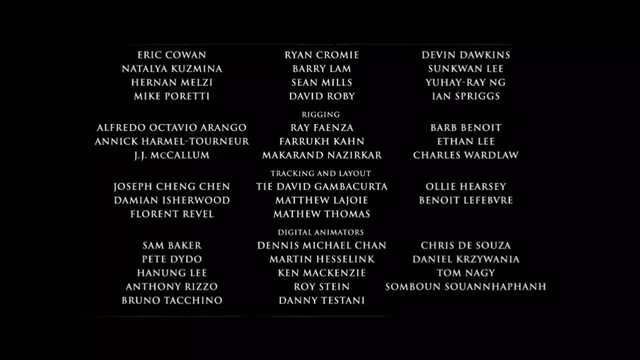 ERIC COWAN RYAN CROMIE DEVIN DAWKINS
NATALYA KUZMINA BARRY LAM SUNKWAN LEE
HERNAN MELZI SEAN MILLS YUHAY-RAY NG
MIKE PORETTI DAVID ROBY IAN SPRIGGS
RIGGING
ALFREDO OCTAVIO ARANGO RAY FAENZA BARB BENOIT
ANNICK HARMEL-TOURNEUR FARRUKH KHAN ETHAN LEE
J.J. McCALLUM MAKARAND NAZIRKAR CHARLES WARDLAW
TRACKING AND LAYOUT
JOSEPH CHENG CHEN TIE DAVID GAMBACURTA OLLIE HEARSEY
DAMIAN ISHERWOOD MATTHEW LAJOIE BENOIT LEFEBVRE
FLORENT REVEL MATHEW THOMAS
DIGITAL ANIMATORS
SAM BAKER DENNIS MICHAEL CHAN CHRIS DE SOUZA
PETE DYDO MARTIN HESSELINK DANIEL KRZYWANIA
HANUNG LEE KEN MACKENZIE TOM NAGY
ANTHONY RIZZO ROY STEIN SOMBOUN SOUANNHAPHANH
BRUNO TACCHINO DANNY TESTANI